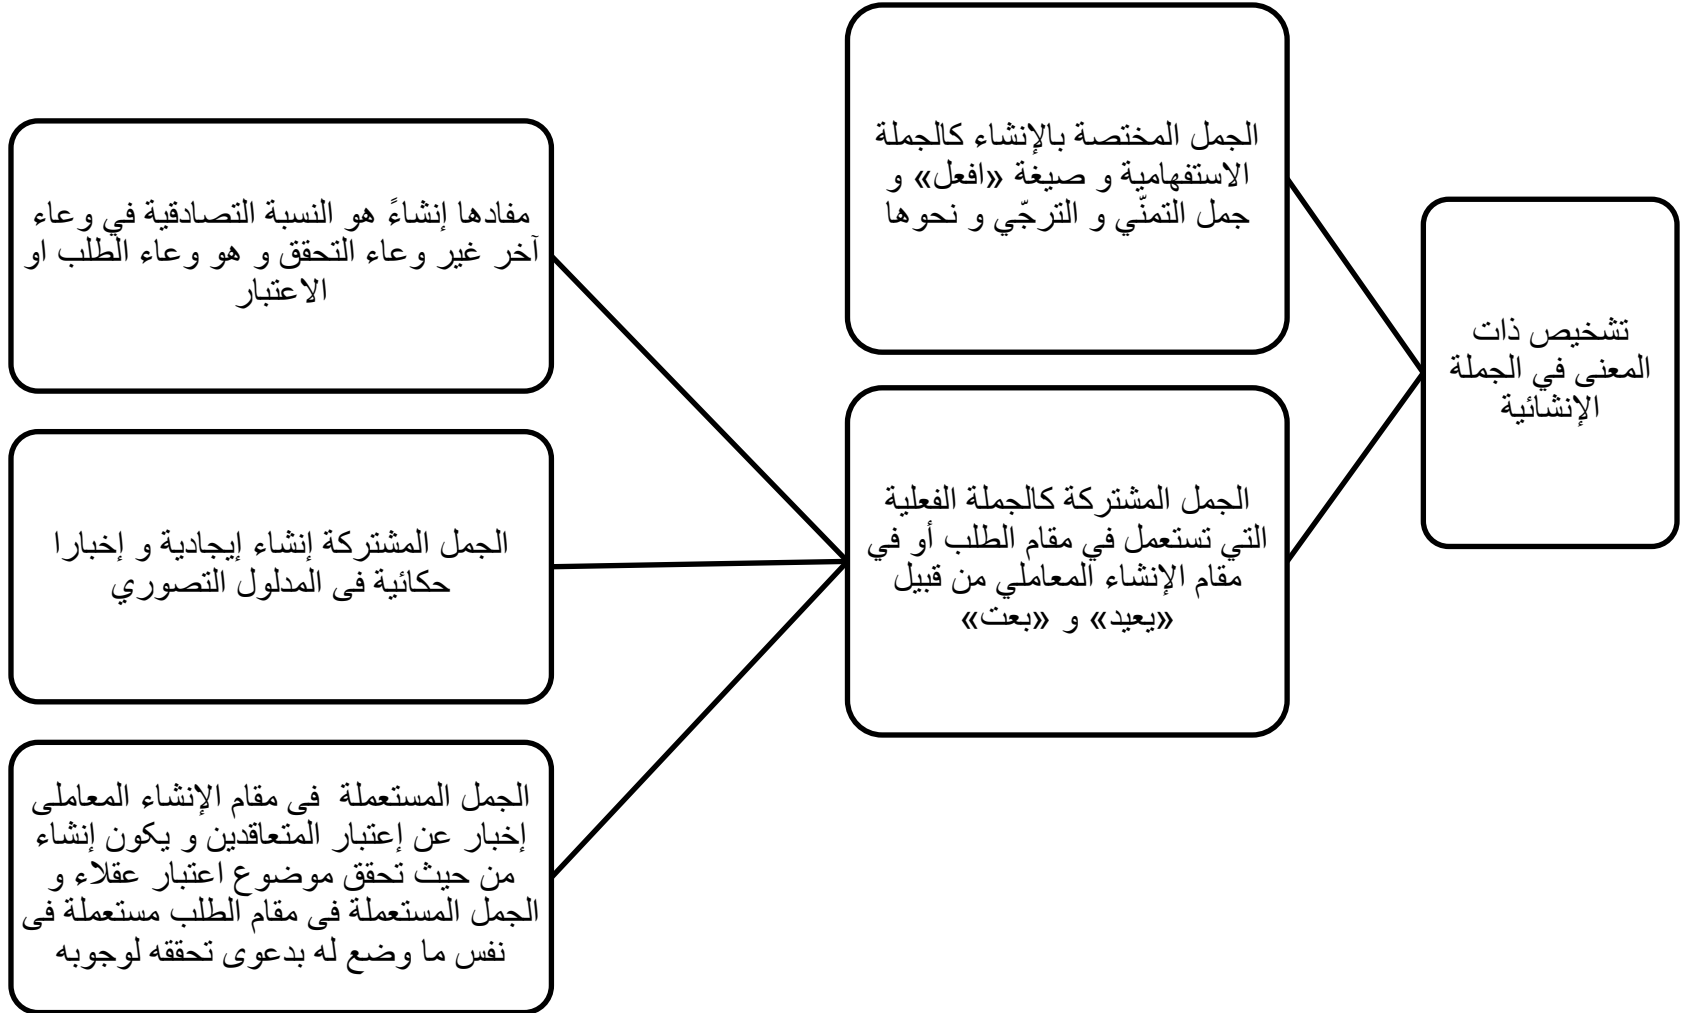 تشخيص ذات
المعنى في الجملة
الإنشائية
الجمل المختصة بالإنشاء كالجملة
الاستفهامية و صيغة «افعل» و
جمل التمنّي و الترجّي و نحوها
الجمل المشتركة كالجملة الفعلية
التي تستعمل في مقام الطلب أو في
مقام الإنشاء المعاملي من قبيل
«يعيد» و «بعت»
مفادها إنشاءً هو النسبة التصادقية في وعاء
آخر غير وعاء التحقق و هو وعاء الطلب او
الاعتبار
الجمل المشتركة إنشاء إيجادية و إخبارا
حكائية فى المدلول التصوري
الجمل المستعملة فى مقام الإنشاء المعاملى
إخبار عن إعتبار المتعاقدين و يكون إنشاء
من حيث تحقق موضوع اعتبار عقلاء و
الجمل المستعملة فى مقام الطلب مستعملة فى
نفس ما وضع له بدعوى تحققه لوجوبه